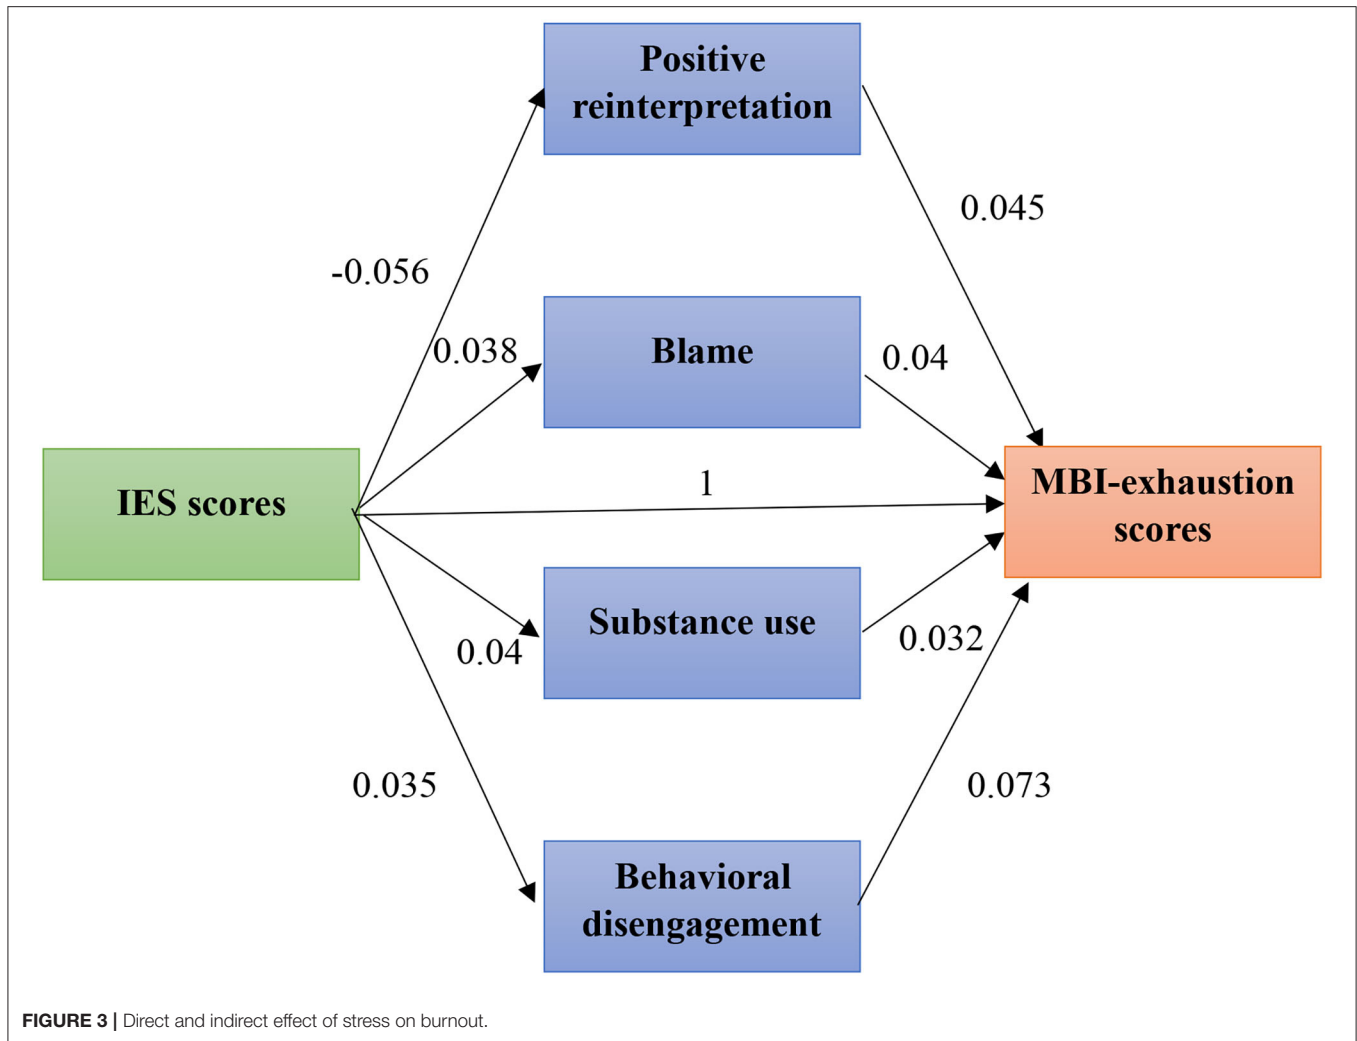 Positive
reinterpretation
0.045
-0.056
0.038
Blame
0.04
IES scores
1
MBI-exhaustion
scores
Substance use
0.04
0.032
0.035
0.073
Behavioral
disengagement
FIGURE 3 | Direct and indirect effect of stress on burnout.